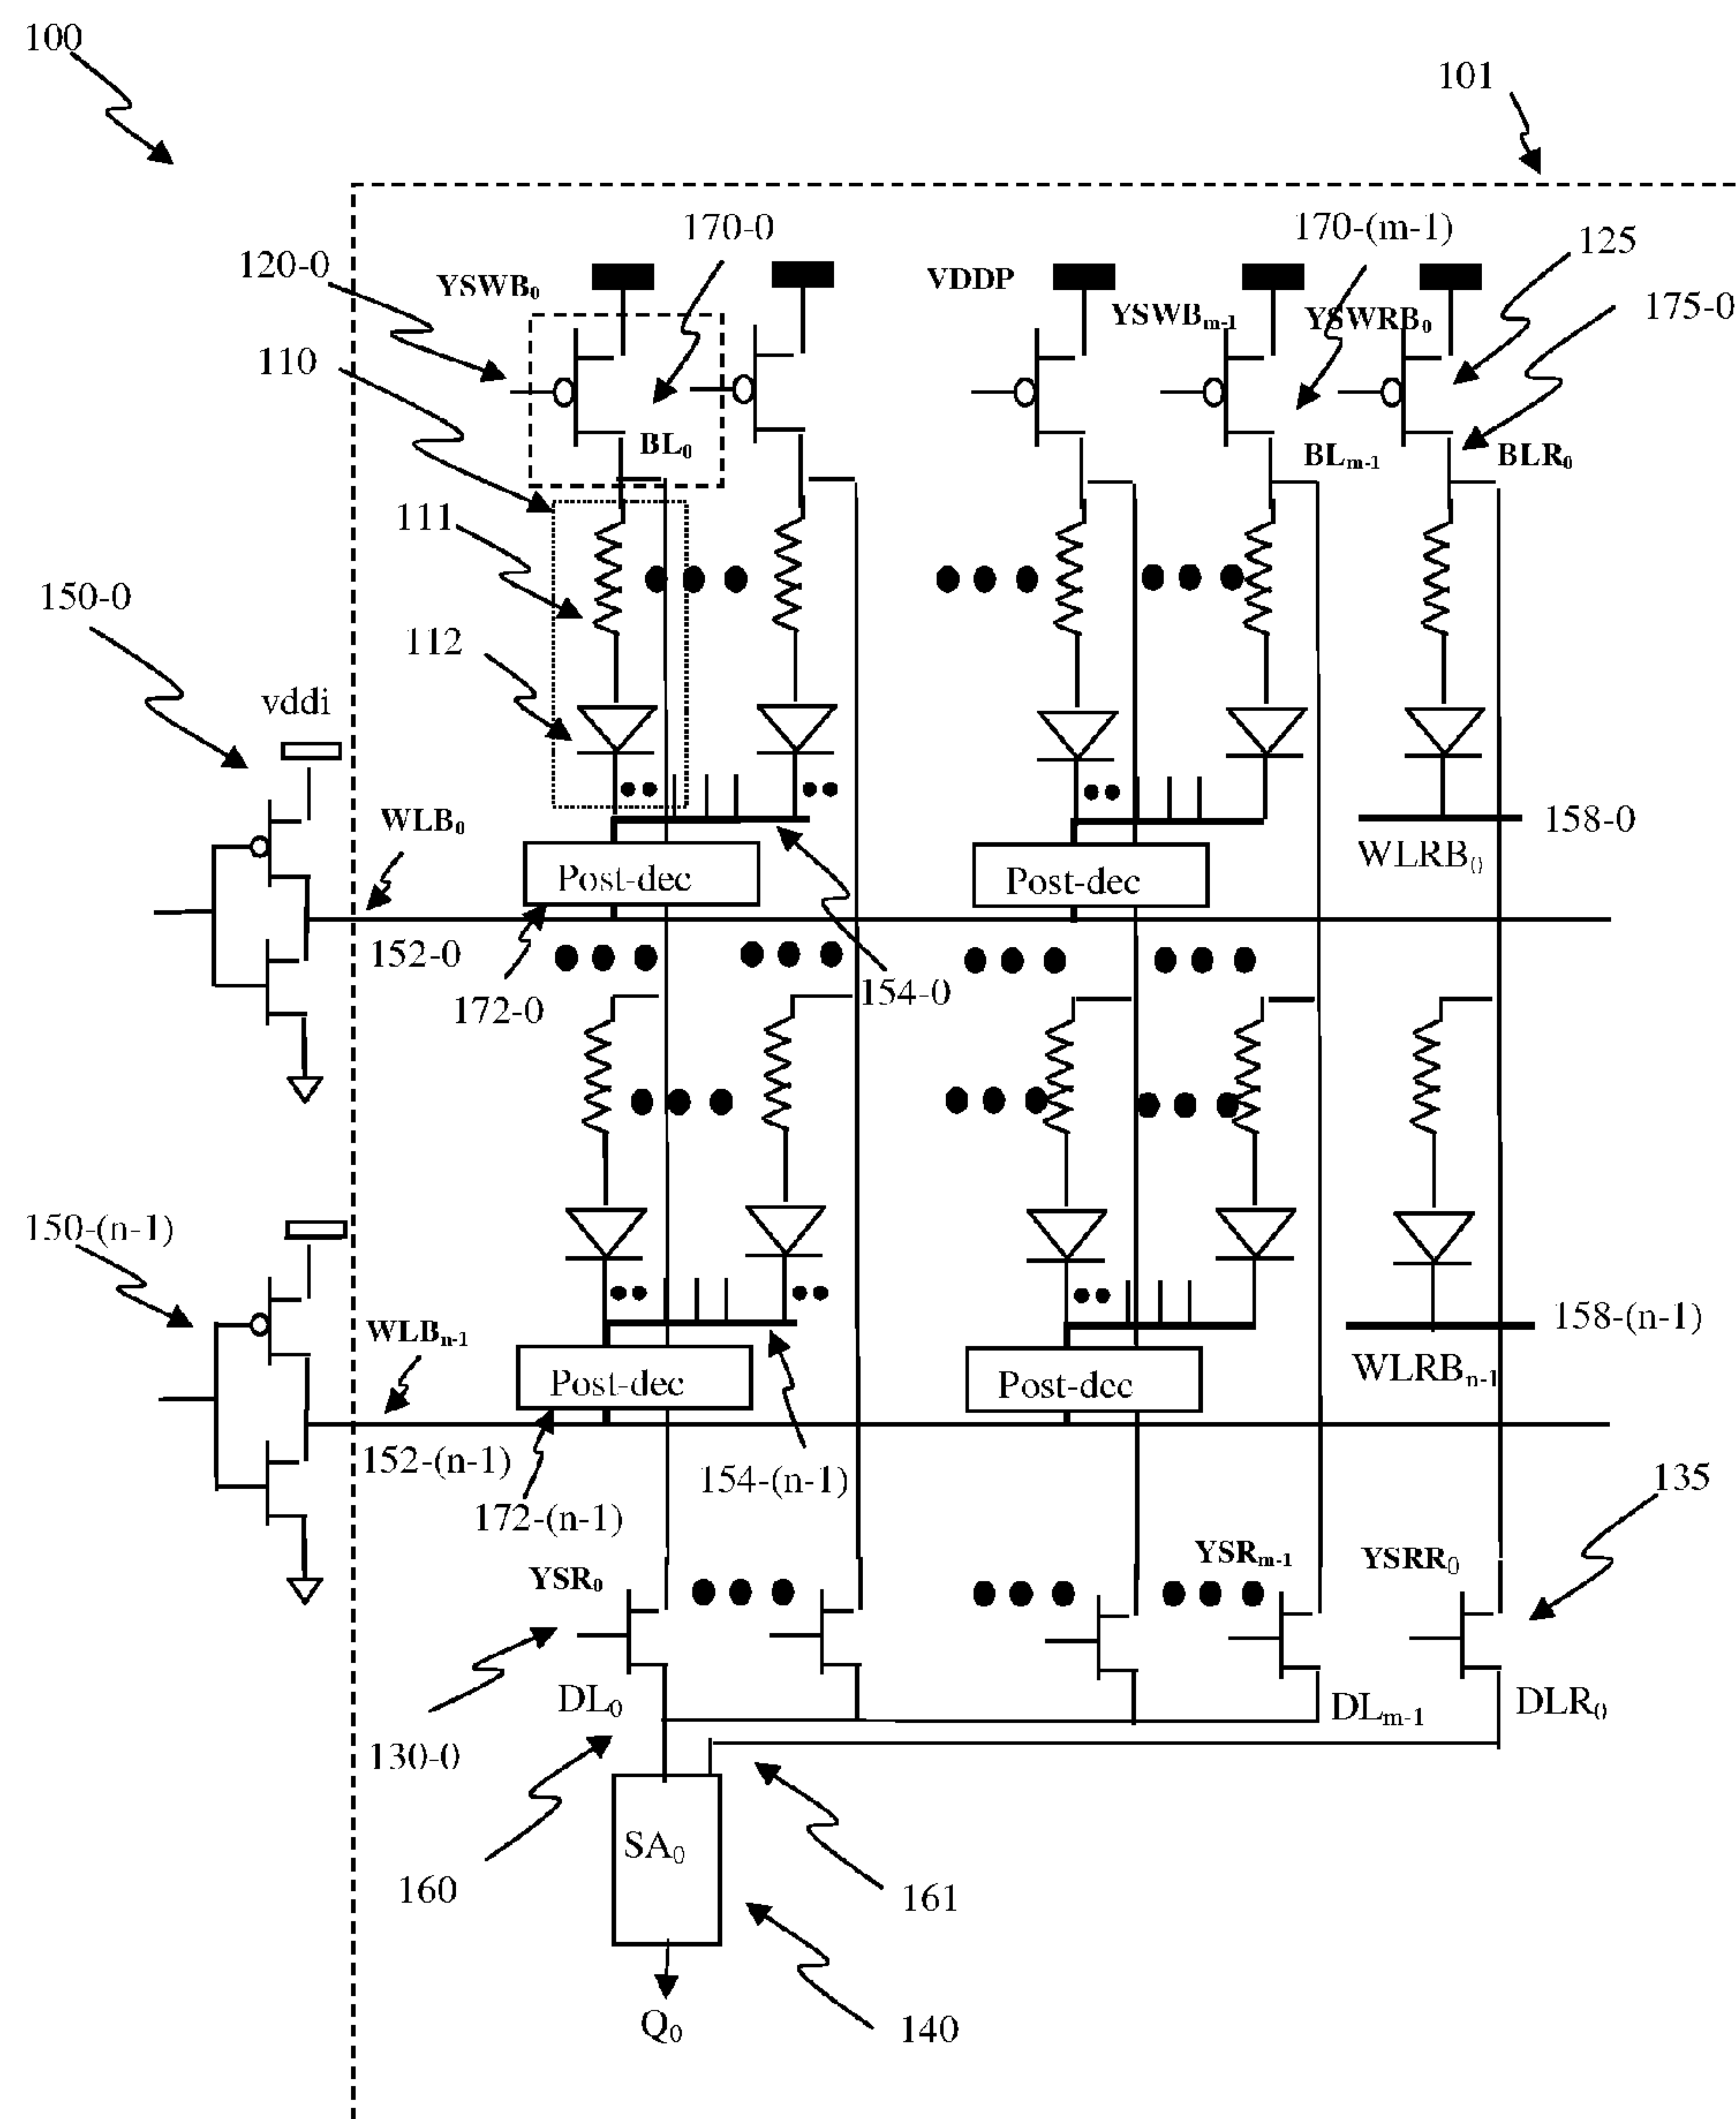 100
101
170-0
170-(m-1)
125
120-0
YSWB₀
VDDP
YSWBₘ₋₁
YSWRB₀
175-0
110
BL₀
BLₘ₋₁
BLR₀
111
150-0
112
vddi
WLB₀
158-0
WLRB₀
Post-dec
Post-dec
152-0
172-0
154-0
150-(n-1)
WLBₙ₋₁
158-(n-1)
WLRBₙ₋₁
Post-dec
Post-dec
152-(n-1)
154-(n-1)
172-(n-1)
135
YSR₀
YSRₘ₋₁
YSRR₀
DL₀
DLₘ₋₁
DLR₀
130-0
SA₀
160
161
Q₀
140